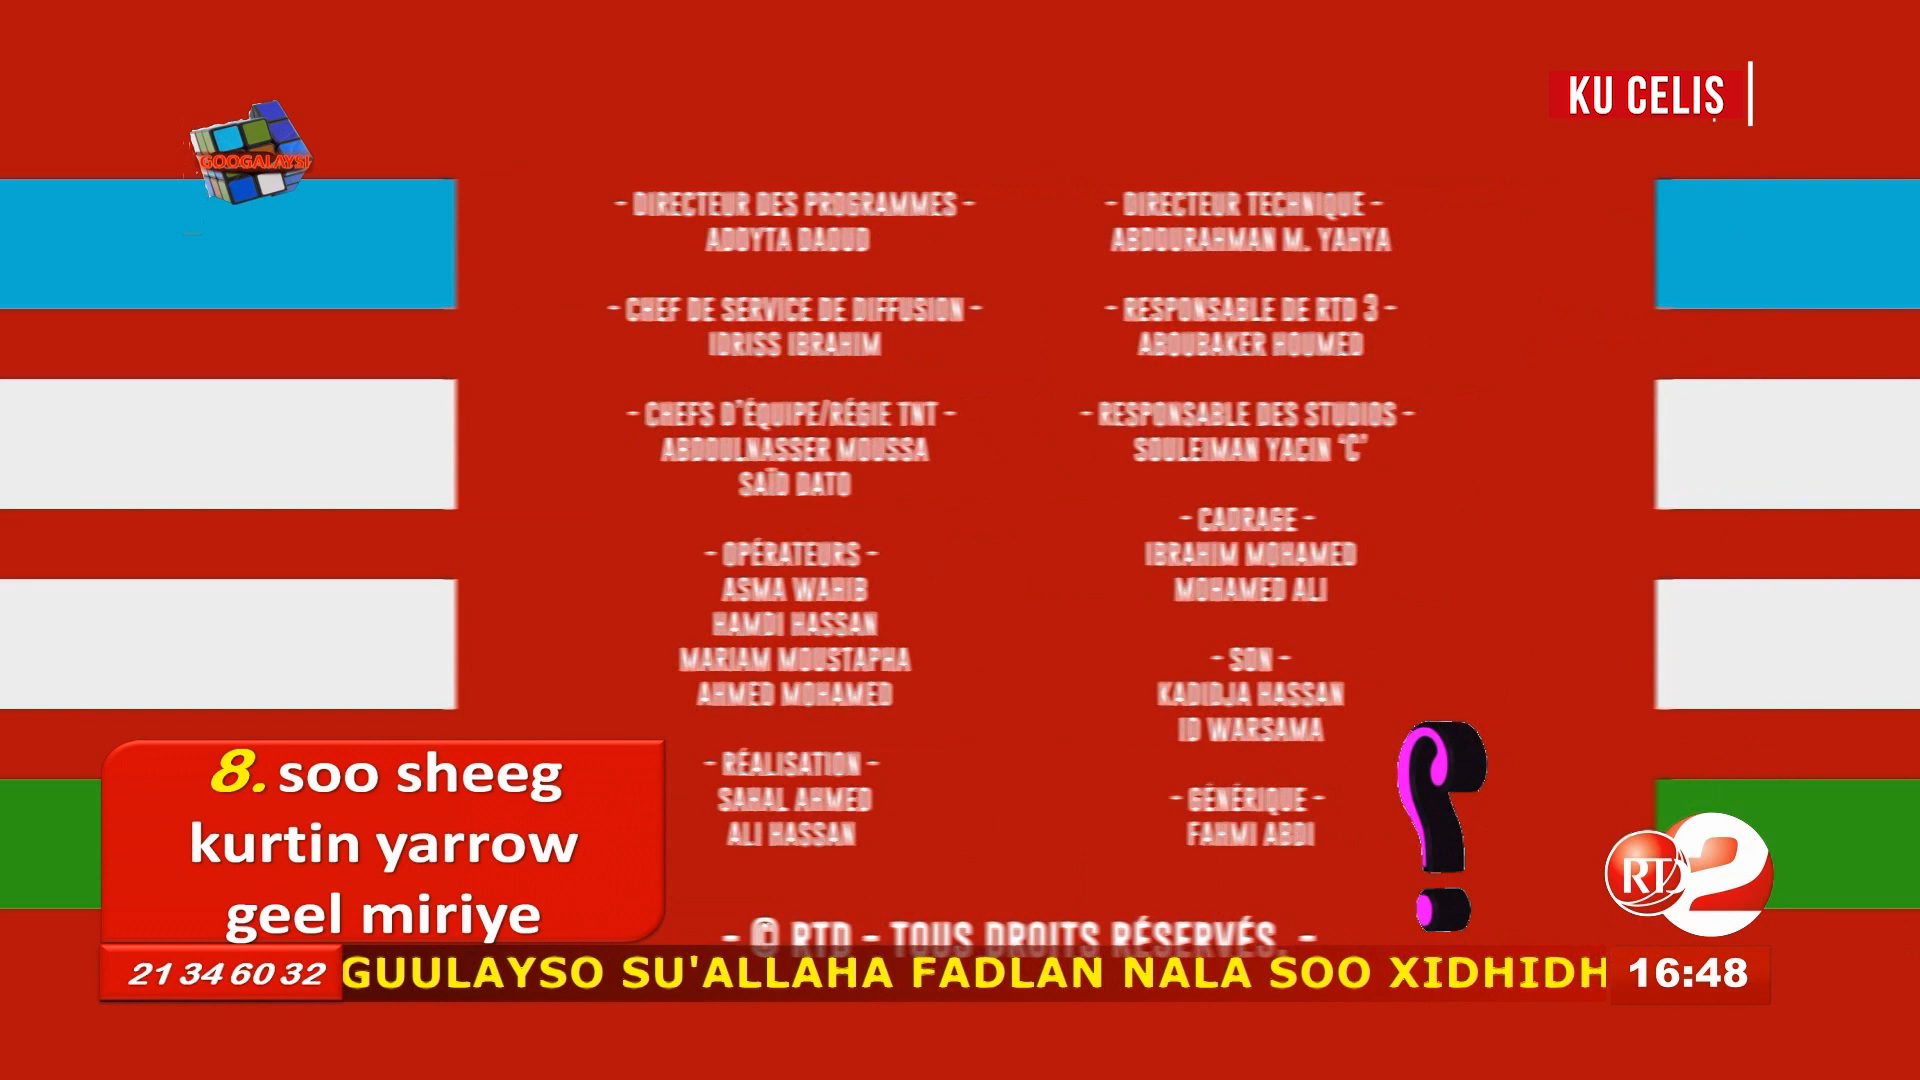 KU CELIS
GOOGALAYSI
- DIRECTEUR DES PROGRAMMES -
ADOYTA DAOUD
- CHEF DE SERVICE DE DIFFUSION -
IDRISS IBRAHIM
- CHEFS D'ÉQUIPE/RÉGIE TNT -
ABDOULNASSER MOUSSA
SAÏD DATO
- OPÉRATEURS -
ASMA WAHIB
HAMDI HASSAN
MARIAM MOUSTAPHA
AHMED MOHAMED
- RÉALISATION -
SAHAL AHMED
ALI HASSAN
- DIRECTEUR TECHNIQUE -
ABDOURAHMAN M. YAHYA
- RESPONSABLE DE RTD 3 -
ABOUBAKER HOUMED
- RESPONSABLE DES STUDIOS -
SOULEIMAN YACIN "C"
- CADRAGE -
IBRAHIM MOHAMED
MOHAMED ALI
- SON -
KADIDJA HASSAN
ID WARSAMA
- GÉNÉRIQUE -
FAHMI ABDI
- © RTD - TOUS DROITS RÉSERVÉS. -
8. soo sheeg
kurtin yarrow
geel miriye
?
RTD 2
21 34 60 32
GUULAYSO SU'ALLAHA FADLAN NALA SOO XIDHIDH
16:48